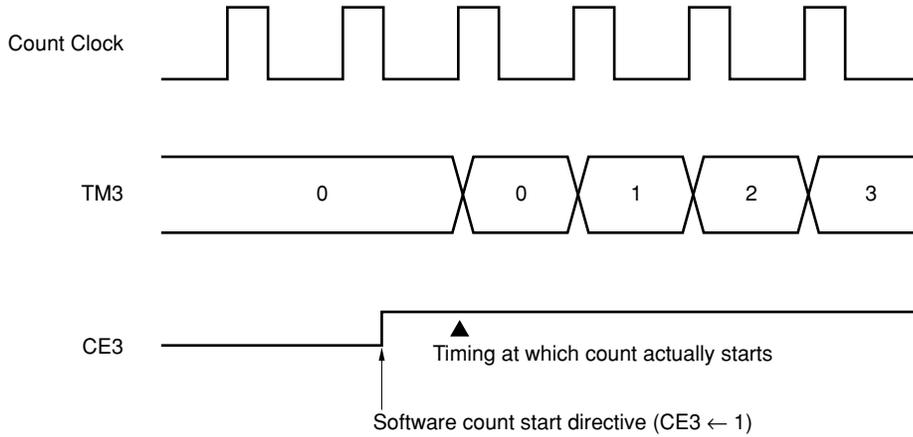 Count Clock
TM3
0
0
1
2
3
CE3
Timing at which count actually starts
Software count start directive (CE3 ← 1)